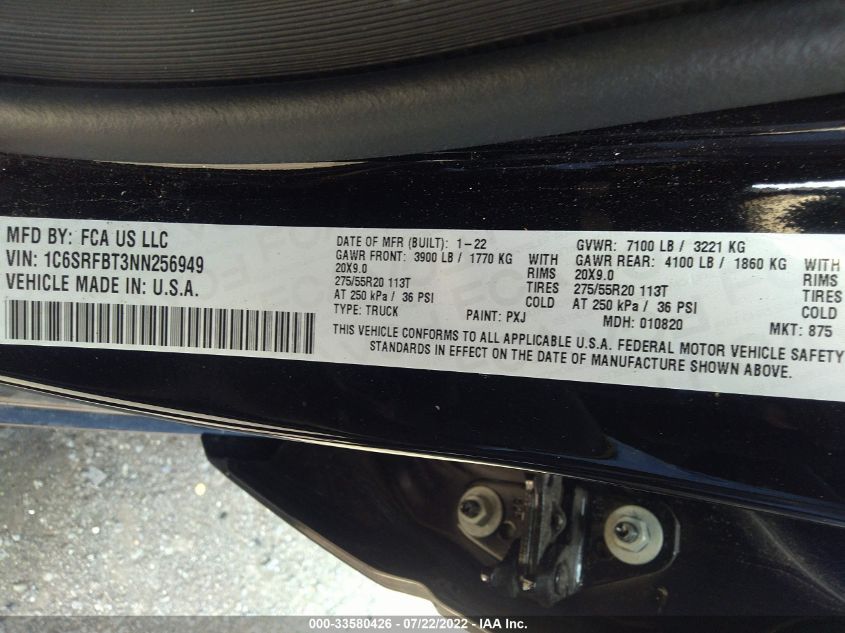 MFD BY: FCA US LLC
VIN: 1C6SRFBT3NN256949
VEHICLE MADE IN: U.S.A.
DATE OF MFR (BUILT): 1-22
GAWR FRONT: 3900 LB / 1770 KG WITH
20X9.0 RIMS
275/55R20 113T TIRES
AT 250 kPa / 36 PSI COLD
TYPE: TRUCK PAINT: PXJ
GVWR: 7100 LB / 3221 KG
GAWR REAR: 4100 LB / 1860 KG WITH
20X9.0 RIMS
275/55R20 113T TIRES
AT 250 kPa / 36 PSI COLD
MDH: 010820 MKT: 875
THIS VEHICLE CONFORMS TO ALL APPLICABLE U.S.A. FEDERAL MOTOR VEHICLE SAFETY
STANDARDS IN EFFECT ON THE DATE OF MANUFACTURE SHOWN ABOVE.
000-33580426 - 07/22/2022 - IAA Inc.